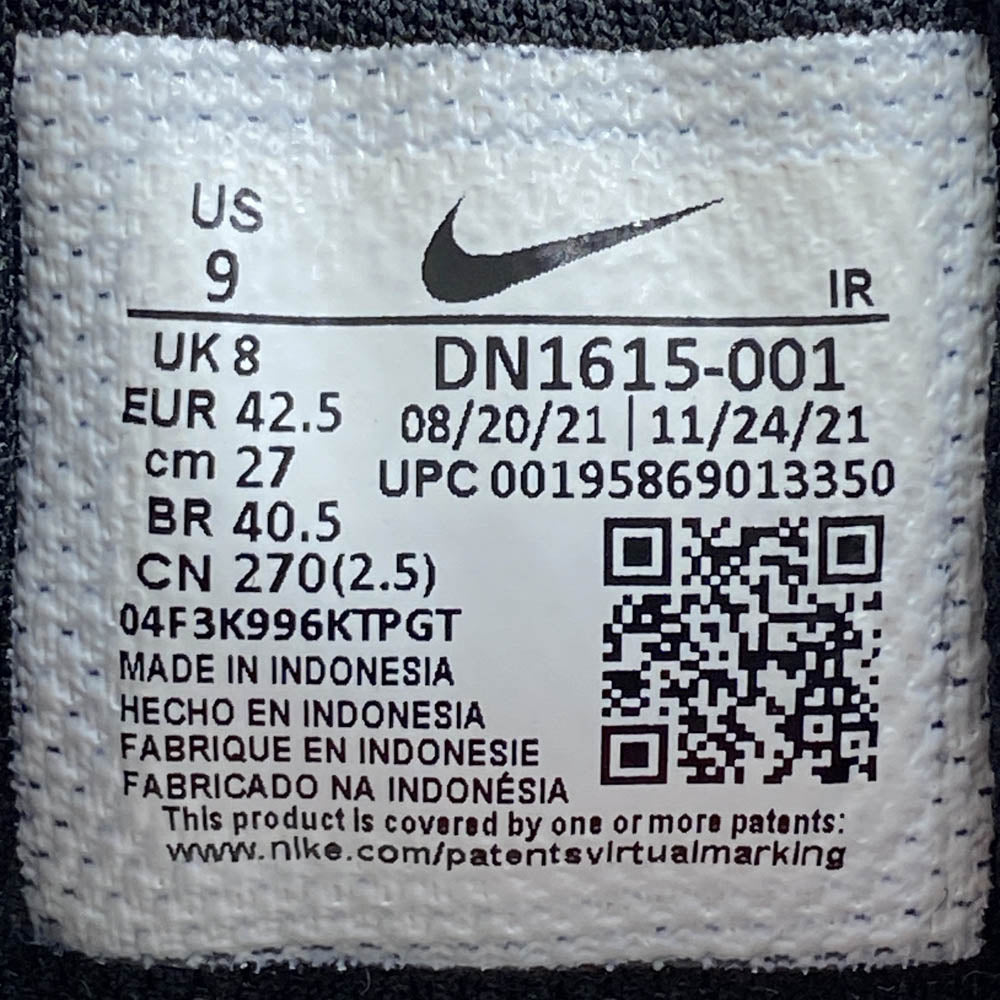 US
9
IR
UK 8
EUR 42.5
cm 27
BR 40.5
CN 270(2.5)
DN1615-001
08/20/21 | 11/24/21
UPC 00195869013350
04F3K996KTPGT
MADE IN INDONESIA
HECHO EN INDONESIA
FABRIQUE EN INDONESIE
FABRICADO NA INDONÉSIA
This product is covered by one or more patents:
www.nike.com/patentsvirtualmarking